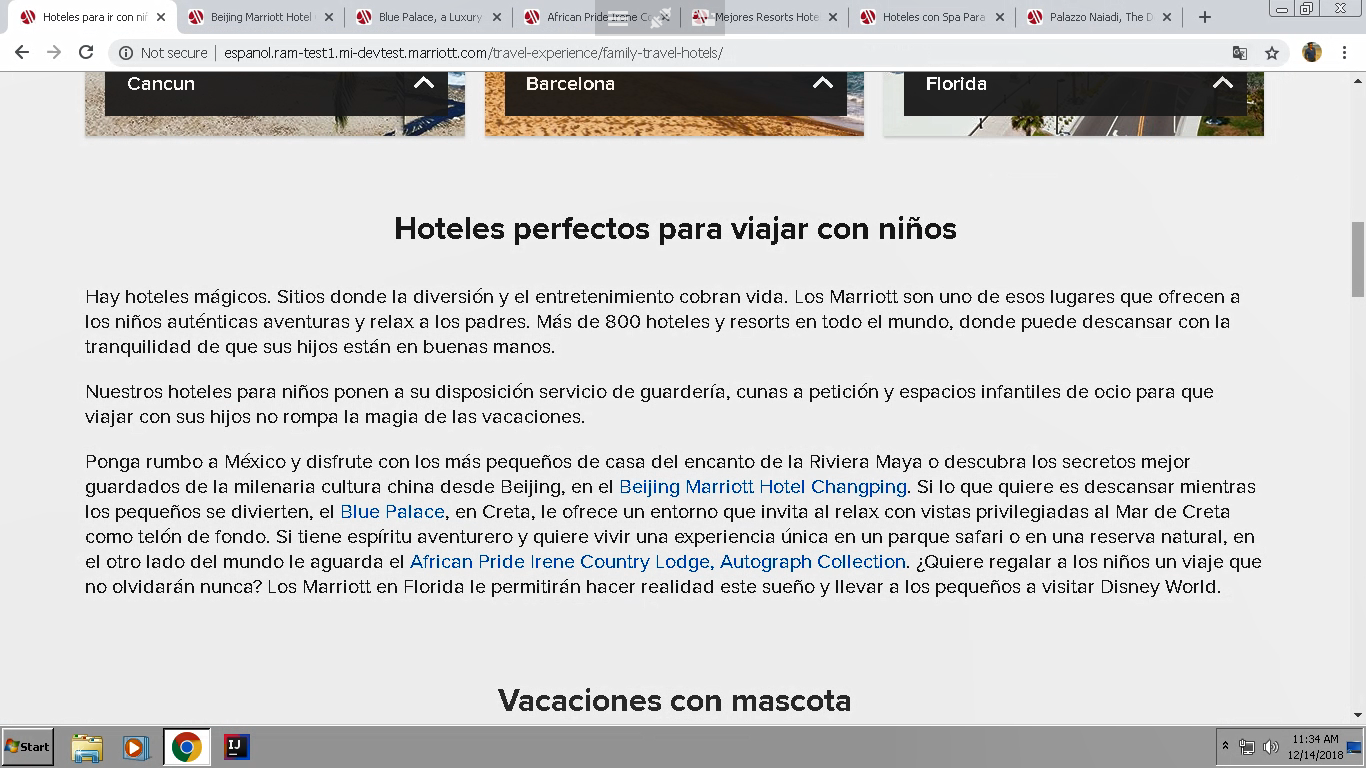 Hoteles para ir con niñ
Beijing Marriott Hotel
Blue Palace, a Luxury
African Pride Irene C
Mejores Resorts Hote
Hoteles con Spa Para
Palazzo Naiadi, The D
Not secure | espanol.ram-test1.mi-devtest.marriott.com/travel-experience/family-travel-hotels/
Cancun
Barcelona
Florida
Hoteles perfectos para viajar con niños
Hay hoteles mágicos. Sitios donde la diversión y el entretenimiento cobran vida. Los Marriott son uno de esos lugares que ofrecen a
los niños auténticas aventuras y relax a los padres. Más de 800 hoteles y resorts en todo el mundo, donde puede descansar con la
tranquilidad de que sus hijos están en buenas manos.
Nuestros hoteles para niños ponen a su disposición servicio de guardería, cunas a petición y espacios infantiles de ocio para que
viajar con sus hijos no rompa la magia de las vacaciones.
Ponga rumbo a México y disfrute con los más pequeños de casa del encanto de la Riviera Maya o descubra los secretos mejor
guardados de la milenaria cultura china desde Beijing, en el Beijing Marriott Hotel Changping. Si lo que quiere es descansar mientras
los pequeños se divierten, el Blue Palace, en Creta, le ofrece un entorno que invita al relax con vistas privilegiadas al Mar de Creta
como telón de fondo. Si tiene espíritu aventurero y quiere vivir una experiencia única en un parque safari o en una reserva natural, en
el otro lado del mundo le aguarda el African Pride Irene Country Lodge, Autograph Collection. ¿Quiere regalar a los niños un viaje que
no olvidarán nunca? Los Marriott en Florida le permitirán hacer realidad este sueño y llevar a los pequeños a visitar Disney World.
Vacaciones con mascota
Start
IJ
11:34 AM
12/14/2018